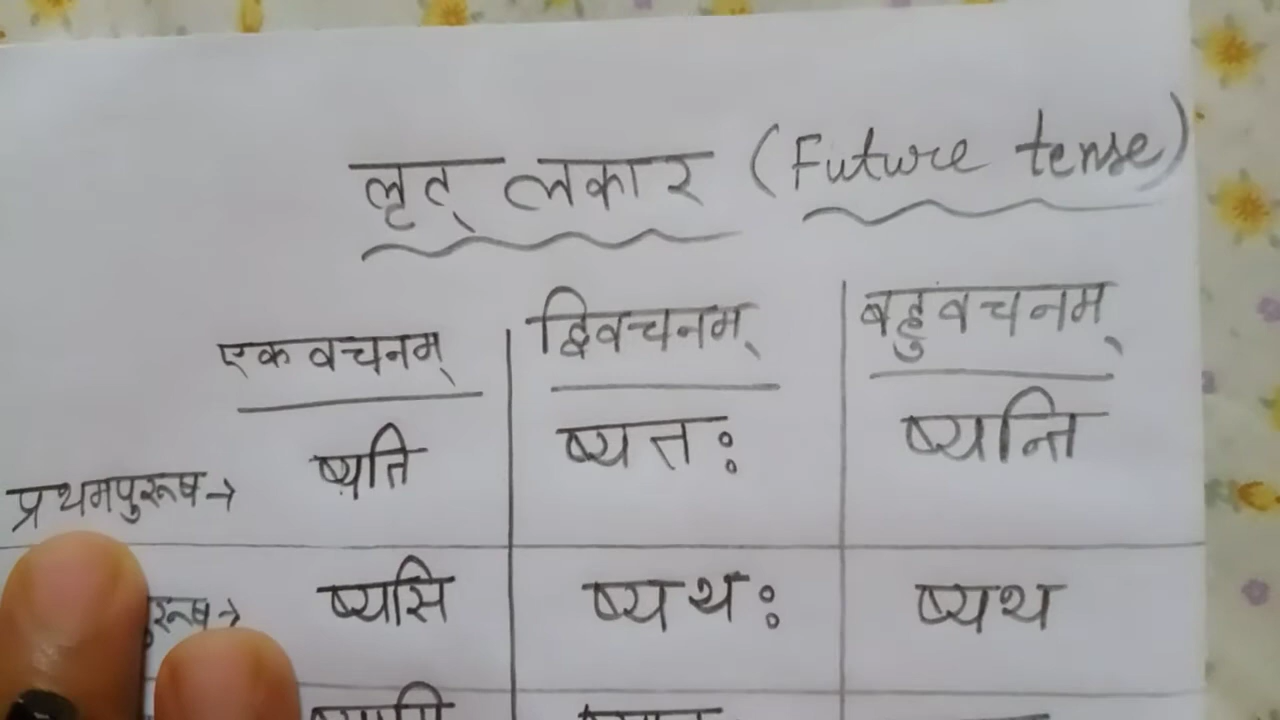 लृत् लकार (Future tense)
एकवचनम् द्विवचनम् बहुवचनम्
प्रथमपुरूष→ ष्यति ष्यतः ष्यन्ति
ष्यसि ष्यथः ष्यथ